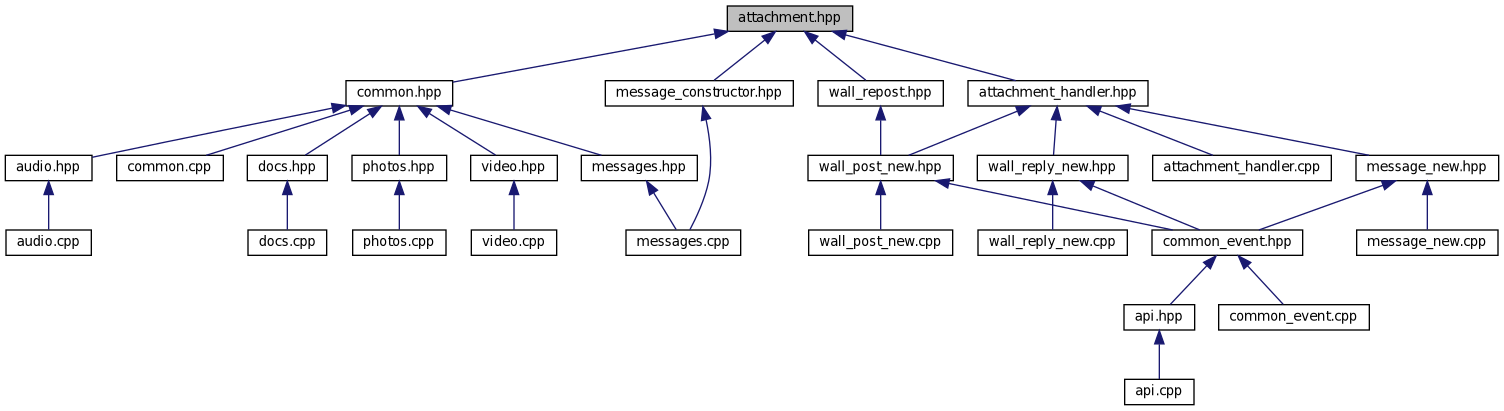 attachment.hpp
common.hpp
message_constructor.hpp
wall_repost.hpp
attachment_handler.hpp
audio.hpp
common.cpp
docs.hpp
photos.hpp
video.hpp
messages.hpp
wall_post_new.hpp
wall_reply_new.hpp
attachment_handler.cpp
message_new.hpp
audio.cpp
docs.cpp
photos.cpp
video.cpp
messages.cpp
wall_post_new.cpp
wall_reply_new.cpp
common_event.hpp
message_new.cpp
api.hpp
common_event.cpp
api.cpp